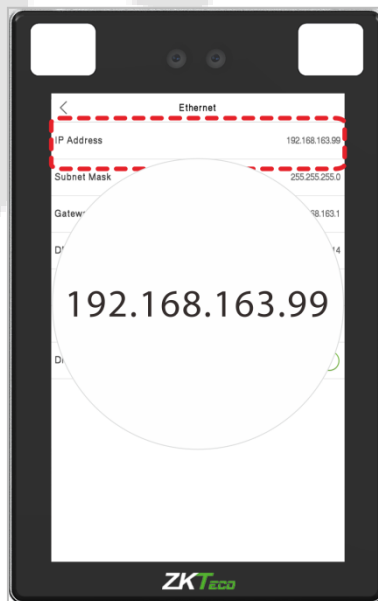 Ethernet
IP Address 192.168.163.99
Subnet Mask 255.255.255.0
192.168.163.99
ZKTeco